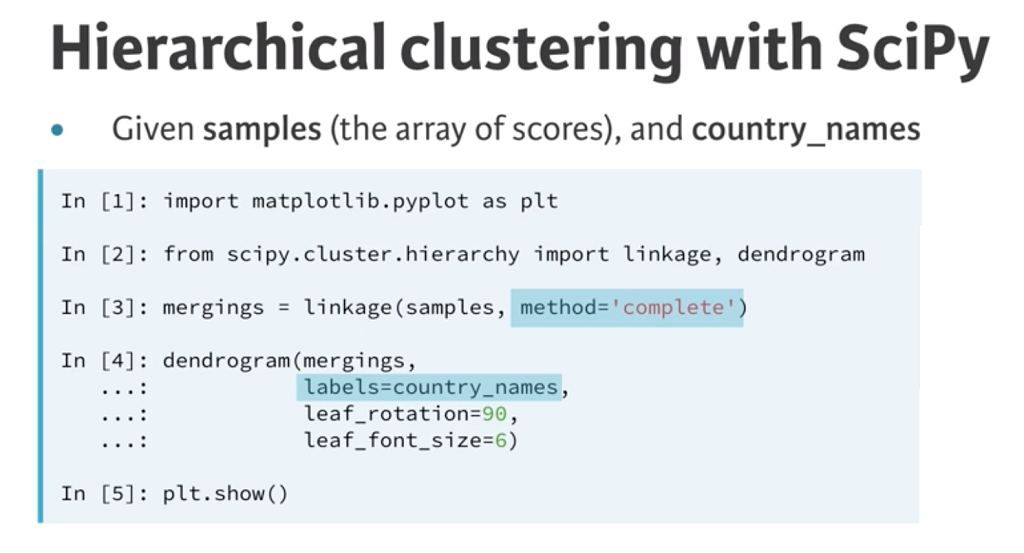 Hierarchical clustering with SciPy
• Given samples (the array of scores), and country_names
In [1]: import matplotlib.pyplot as plt
In [2]: from scipy.cluster.hierarchy import linkage, dendrogram
In [3]: mergings = linkage(samples, method='complete')
In [4]: dendrogram(mergings,
   ...:            labels=country_names,
   ...:            leaf_rotation=90,
   ...:            leaf_font_size=6)
In [5]: plt.show()